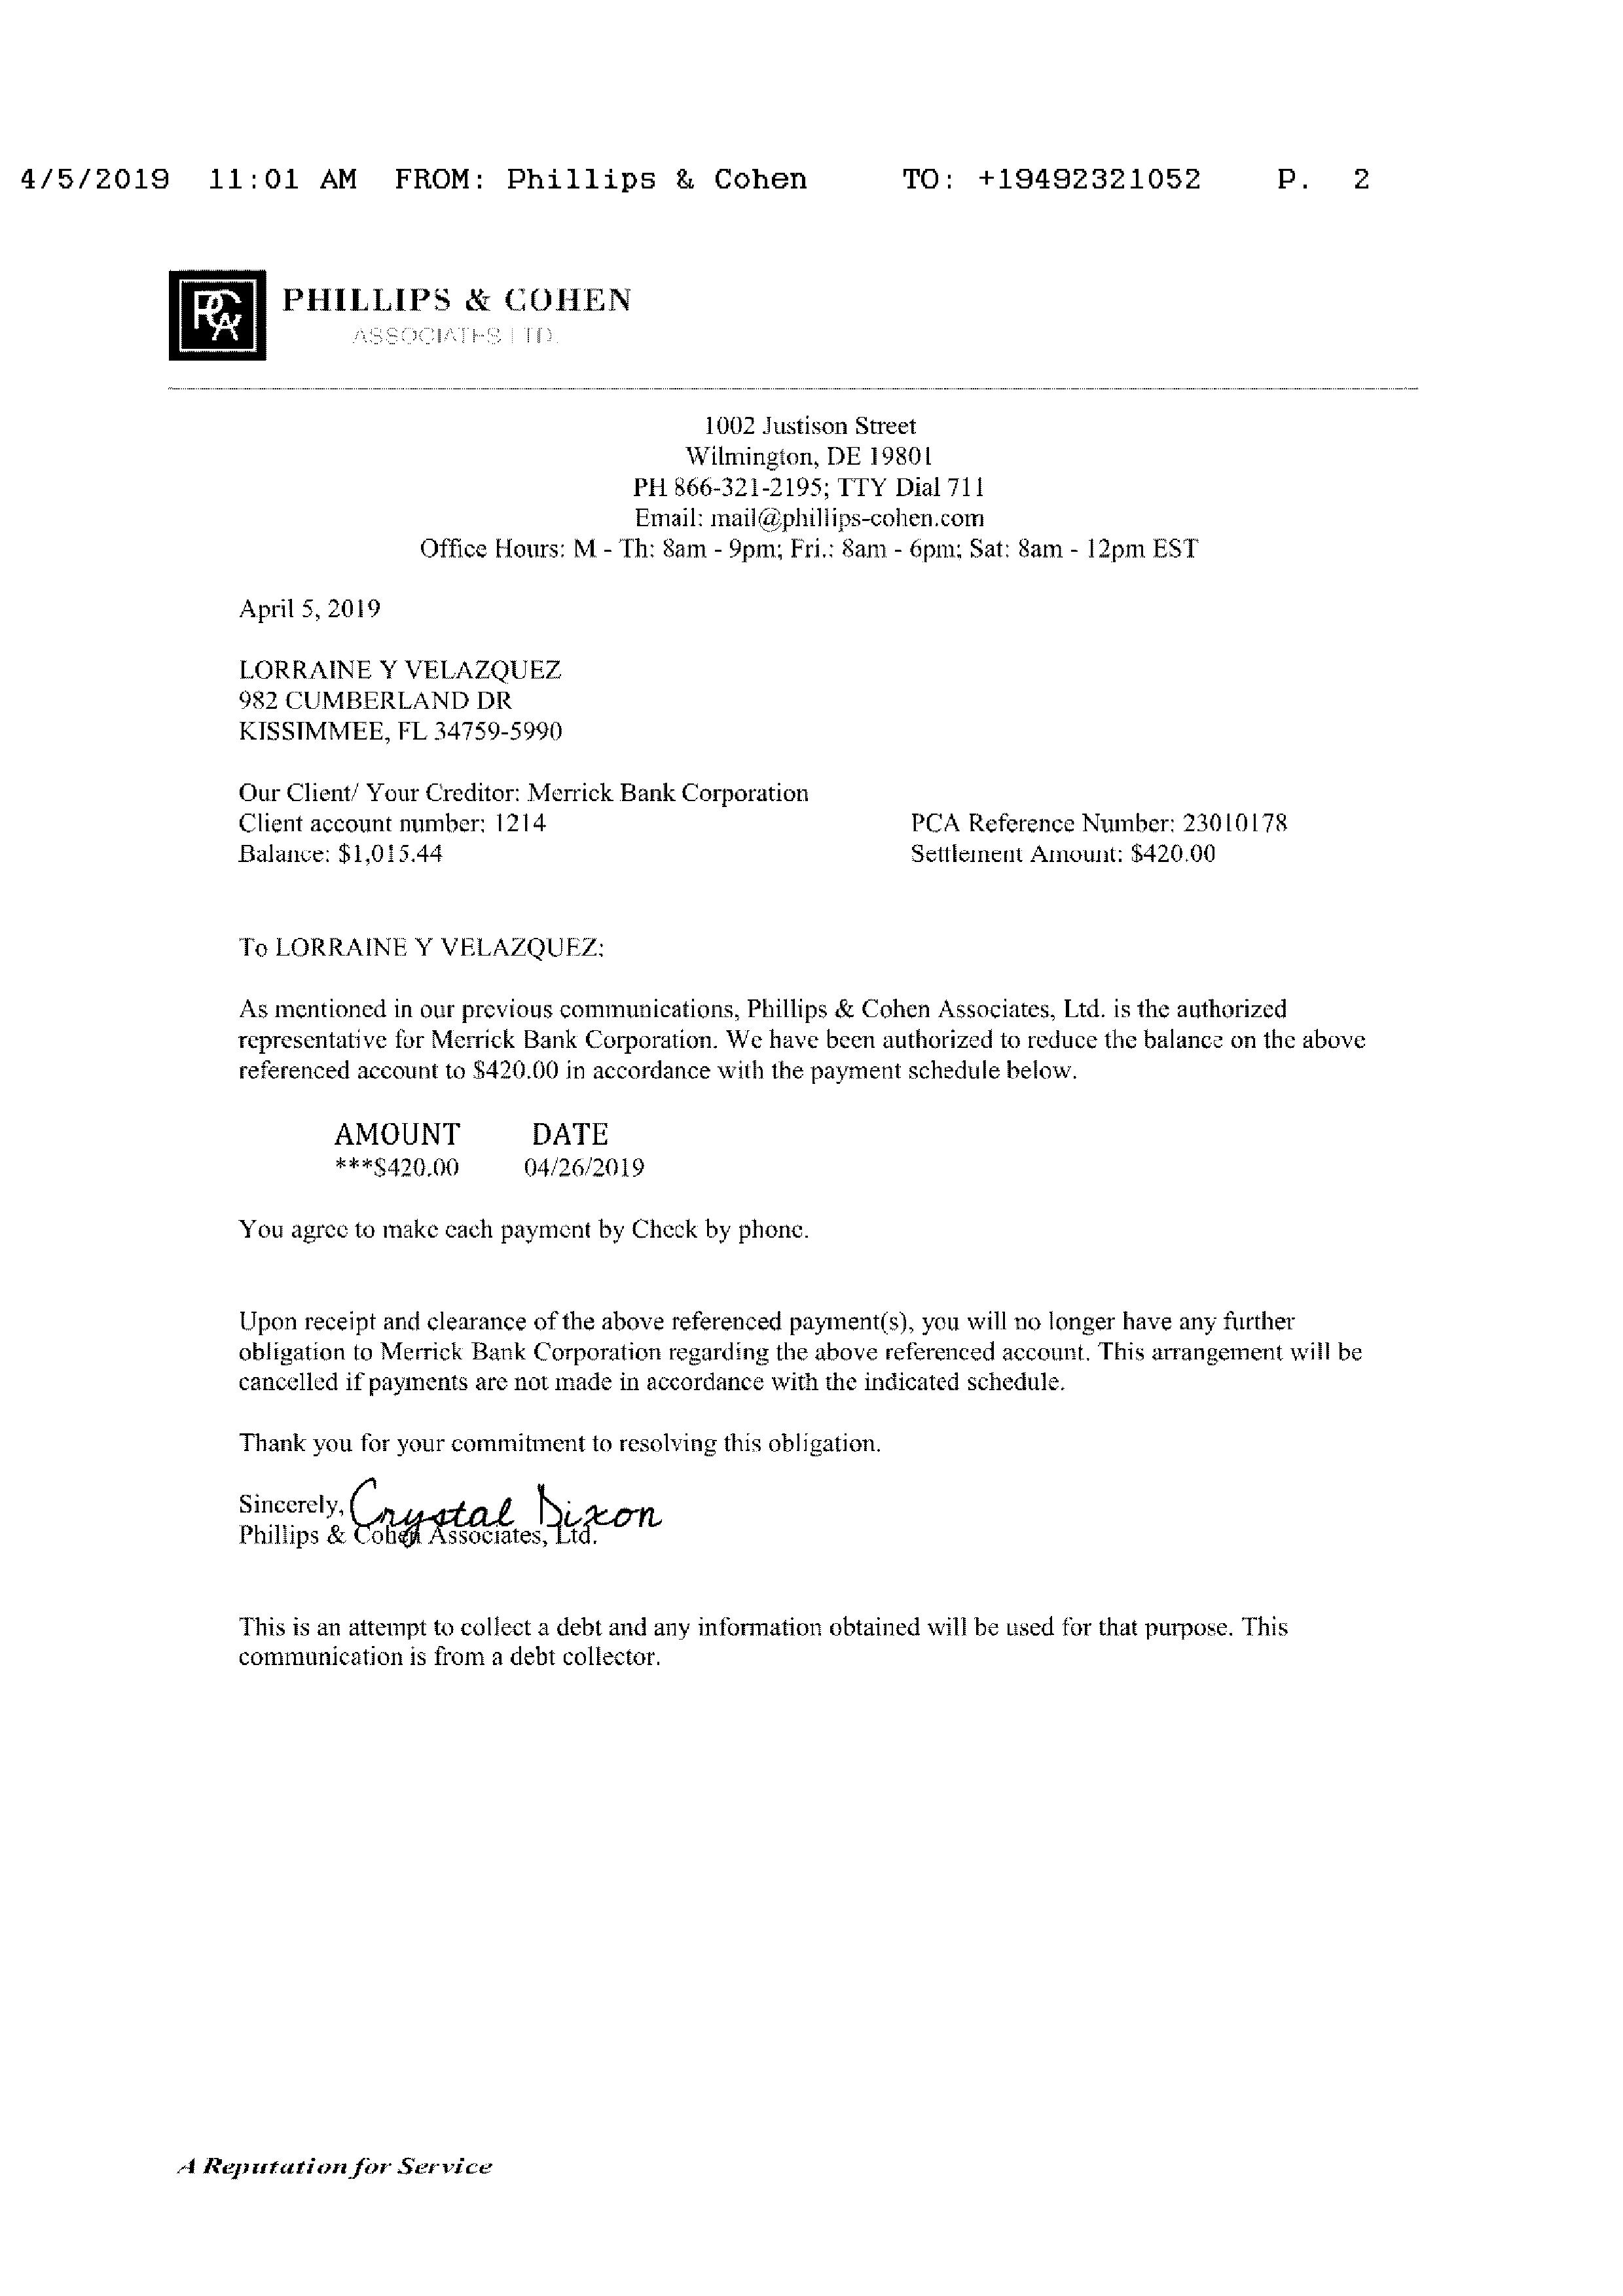 4/5/2019 11:01 AM FROM: Phillips & Cohen TO: +19492321052 P. 2
PCA
PHILLIPS & COHEN
ASSOCIATES LTD.
1002 Justison Street
Wilmington, DE 19801
PH 866-321-2195; TTY Dial 711
Email: mail@phillips-cohen.com
Office Hours: M - Th: 8am - 9pm; Fri.: 8am - 6pm; Sat: 8am - 12pm EST
April 5, 2019
LORRAINE Y VELAZQUEZ
982 CUMBERLAND DR
KISSIMMEE, FL 34759-5990
Our Client/ Your Creditor: Merrick Bank Corporation
Client account number: 1214 PCA Reference Number: 23010178
Balance: $1,015.44 Settlement Amount: $420.00
To LORRAINE Y VELAZQUEZ:
As mentioned in our previous communications, Phillips & Cohen Associates, Ltd. is the authorized
representative for Merrick Bank Corporation. We have been authorized to reduce the balance on the above
referenced account to $420.00 in accordance with the payment schedule below.
AMOUNT DATE
***$420.00 04/26/2019
You agree to make each payment by Check by phone.
Upon receipt and clearance of the above referenced payment(s), you will no longer have any further
obligation to Merrick Bank Corporation regarding the above referenced account. This arrangement will be
cancelled if payments are not made in accordance with the indicated schedule.
Thank you for your commitment to resolving this obligation.
Sincerely, Crystal Dixon
Phillips & Cohen Associates, Ltd.
This is an attempt to collect a debt and any information obtained will be used for that purpose. This
communication is from a debt collector.
A Reputation for Service